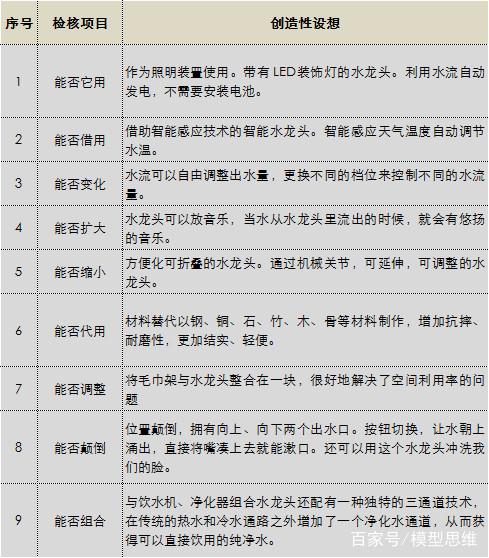 序号 检核项目 创造性设想
1 能否它用 作为照明装置使用。带有LED装饰灯的水龙头。利用水流自动
发电，不需要安装电池。
2 能否借用 借助智能感应技术的智能水龙头。智能感应天气温度自动调节
水温。
3 能否变化 水流可以自由调整出水量，更换不同的档位来控制不同的水流
量。
4 能否扩大 水龙头可以放音乐，当水从水龙头里流出的时候，就会有悠扬
的音乐。
5 能否缩小 方便化可折叠的水龙头。通过机械关节，可延伸，可调整的水
龙头。
6 能否代用 材料替代以钢、铜、石、竹、木、骨等材料制作，增加抗摔、
耐磨性，更加结实、轻便。
7 能否调整 将毛巾架与水龙头整合在一块，很好地解决了空间利用率的问
题
8 能否颠倒 位置颠倒，拥有向上、向下两个出水口。按钮切换，让水朝上
涌出，直接将嘴凑上去就能漱口。还可以用这个水龙头冲洗我
们的脸。
9 能否组合 与饮水机、净化器组合水龙头还配有一种独特的三通道技术，
在传统的热水和冷水通路之外增加了一个净化水通道，从而获
得可以直接饮用的纯净水。
百家号/模型思维